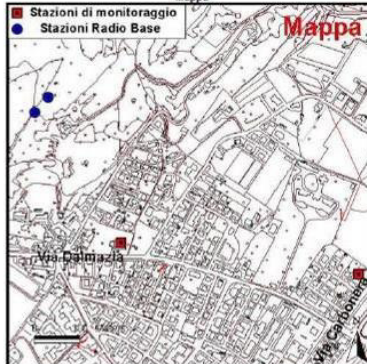 Stazioni di monitoraggio
Stazioni Radio Base
Mappa
Via Dalmazia
Via Carbonara